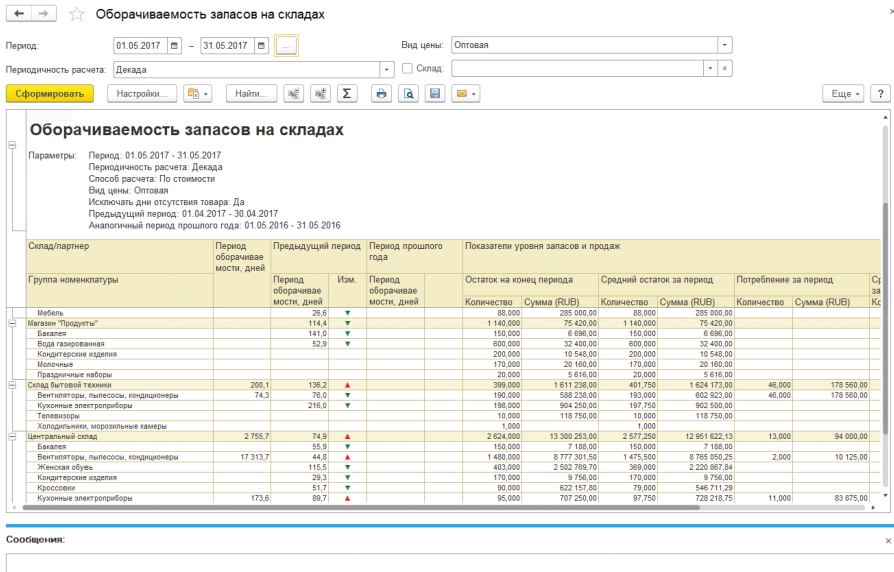 Оборачиваемость запасов на складах
Период: 01.05.2017 – 31.05.2017 ... Вид цены: Оптовая
Периодичность расчета: Декада Склад:
Сформировать Настройки... Найти... Σ Еще ?
Оборачиваемость запасов на складах
Параметры: Период: 01.05.2017 - 31.05.2017
Периодичность расчета: Декада
Способ расчета: По стоимости
Вид цены: Оптовая
Исключать дни отсутствия товара: Да
Предыдущий период: 01.04.2017 - 30.04.2017
Аналогичный период прошлого года: 01.05.2016 - 31.05.2016
Склад/партнер Период Предыдущий период Период прошлого Показатели уровня запасов и продаж
оборачивае года
мости, дней
Группа номенклатуры Период Изм. Период Остаток на конец периода Средний остаток за период Потребление за период Ср
оборачивае оборачивае за
мости, дней мости, дней Количество Сумма (RUB) Количество Сумма (RUB) Количество Сумма (RUB) Ко
Мебель 26,6 ▼ 88,000 285 000,00 88,000 285 000,00
Магазин "Продукты" 114,4 ▼ 1 140,000 75 420,00 1 140,000 75 420,00
Бакалея 141,0 ▼ 150,000 6 696,00 150,000 6 696,00
Вода газированная 52,9 ▼ 600,000 32 400,00 600,000 32 400,00
Кондитерские изделия 200,000 10 548,00 200,000 10 548,00
Молочные 170,000 20 160,00 170,000 20 160,00
Праздничные наборы 20,000 5 616,00 20,000 5 616,00
Склад бытовой техники 200,1 136,2 ▲ 399,000 1 611 238,00 401,750 1 624 173,00 46,000 178 560,00
Вентиляторы, пылесосы, кондиционеры 74,3 76,0 ▼ 190,000 588 238,00 193,000 602 923,00 46,000 178 560,00
Кухонные электроприборы 216,0 ▼ 198,000 904 250,00 197,750 902 500,00
Телевизоры 10,000 118 750,00 10,000 118 750,00
Холодильники, морозильные камеры 1,000 1,000
Центральный склад 2 755,7 74,9 ▲ 2 624,000 13 300 253,00 2 577,250 12 951 622,13 13,000 94 000,00
Бакалея 55,9 ▼ 150,000 7 188,00 150,000 7 188,00
Вентиляторы, пылесосы, кондиционеры 17 313,7 44,8 ▲ 1 480,000 8 777 301,50 1 475,500 8 765 050,25 2,000 10 125,00
Женская обувь 115,5 ▼ 403,000 2 502 769,70 369,000 2 220 867,84
Кондитерские изделия 29,3 ▼ 170,000 9 756,00 170,000 9 756,00
Кроссовки 51,7 ▼ 90,000 622 157,80 79,000 546 711,29
Кухонные электроприборы 173,6 89,7 ▲ 95,000 707 250,00 97,750 728 218,75 11,000 83 875,00
Сообщения: